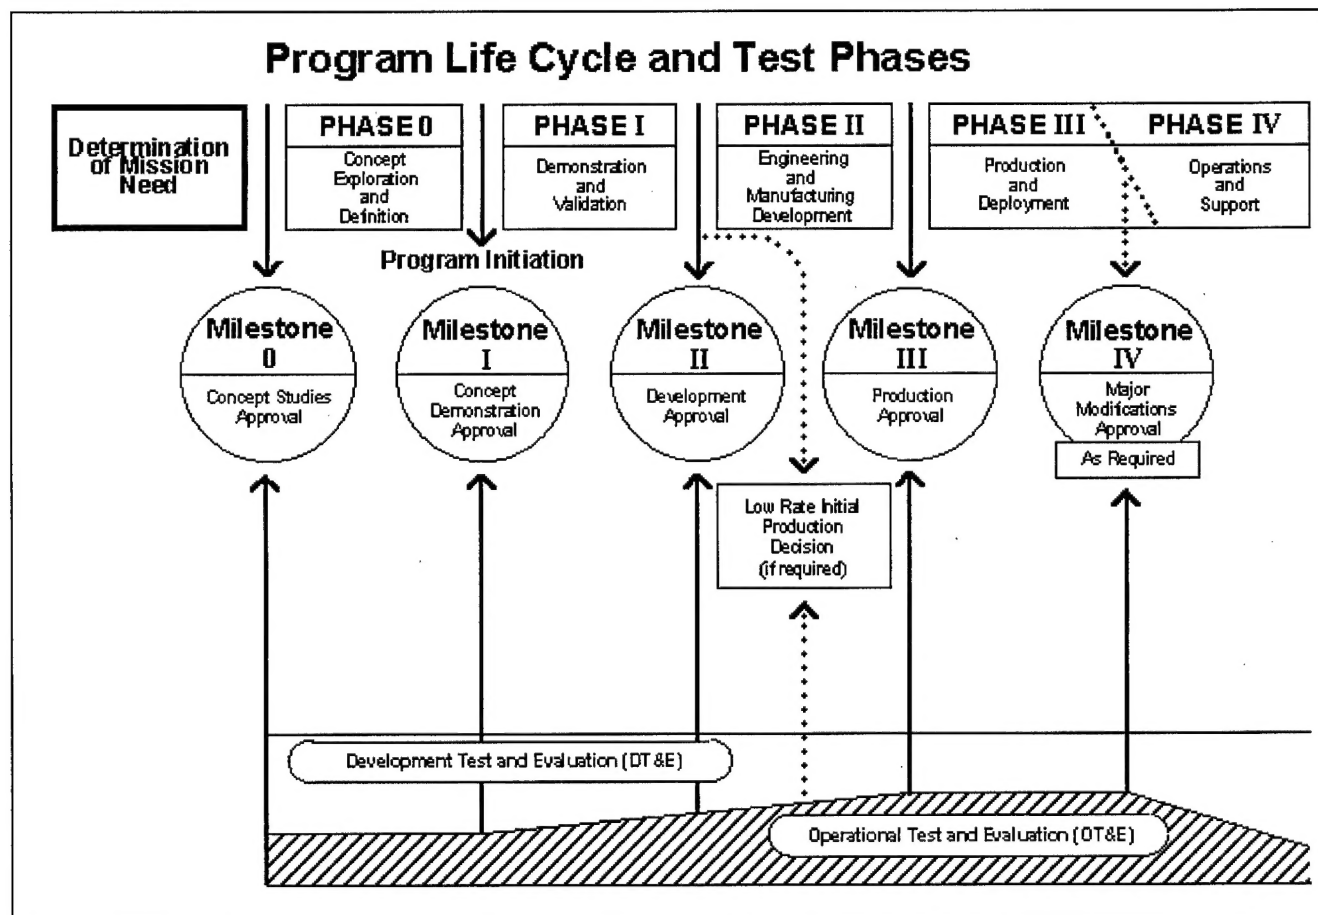 Program Life Cycle and Test Phases
Determination
of Mission
Need
PHASE 0
Concept
Exploration
and
Definition
PHASE I
Demonstration
and
Validation
PHASE II
Engineering
and
Manufacturing
Development
PHASE III
Production
and
Deployment
PHASE IV
Operations
and
Support
Program Initiation
Milestone
0
Concept Studies
Approval
Milestone
I
Concept
Demonstration
Approval
Milestone
II
Development
Approval
Milestone
III
Production
Approval
Milestone
IV
Major
Modifications
Approval
As Required
Low Rate Initial
Production
Decision
(if required)
Development Test and Evaluation (DT&E)
Operational Test and Evaluation (OT&E)